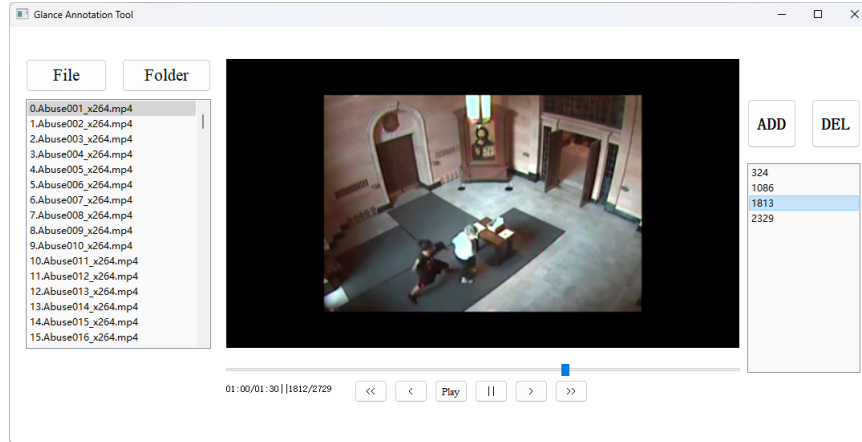 Glance Annotation Tool
File
Folder
0.Abuse001_x264.mp4
1.Abuse002_x264.mp4
2.Abuse003_x264.mp4
3.Abuse004_x264.mp4
4.Abuse005_x264.mp4
5.Abuse006_x264.mp4
6.Abuse007_x264.mp4
7.Abuse008_x264.mp4
8.Abuse009_x264.mp4
9.Abuse010_x264.mp4
10.Abuse011_x264.mp4
11.Abuse012_x264.mp4
12.Abuse013_x264.mp4
13.Abuse014_x264.mp4
14.Abuse015_x264.mp4
15.Abuse016_x264.mp4
01:00/01:30||1812/2729
<<
<
Play
||
>
>>
ADD
DEL
324
1086
1813
2329